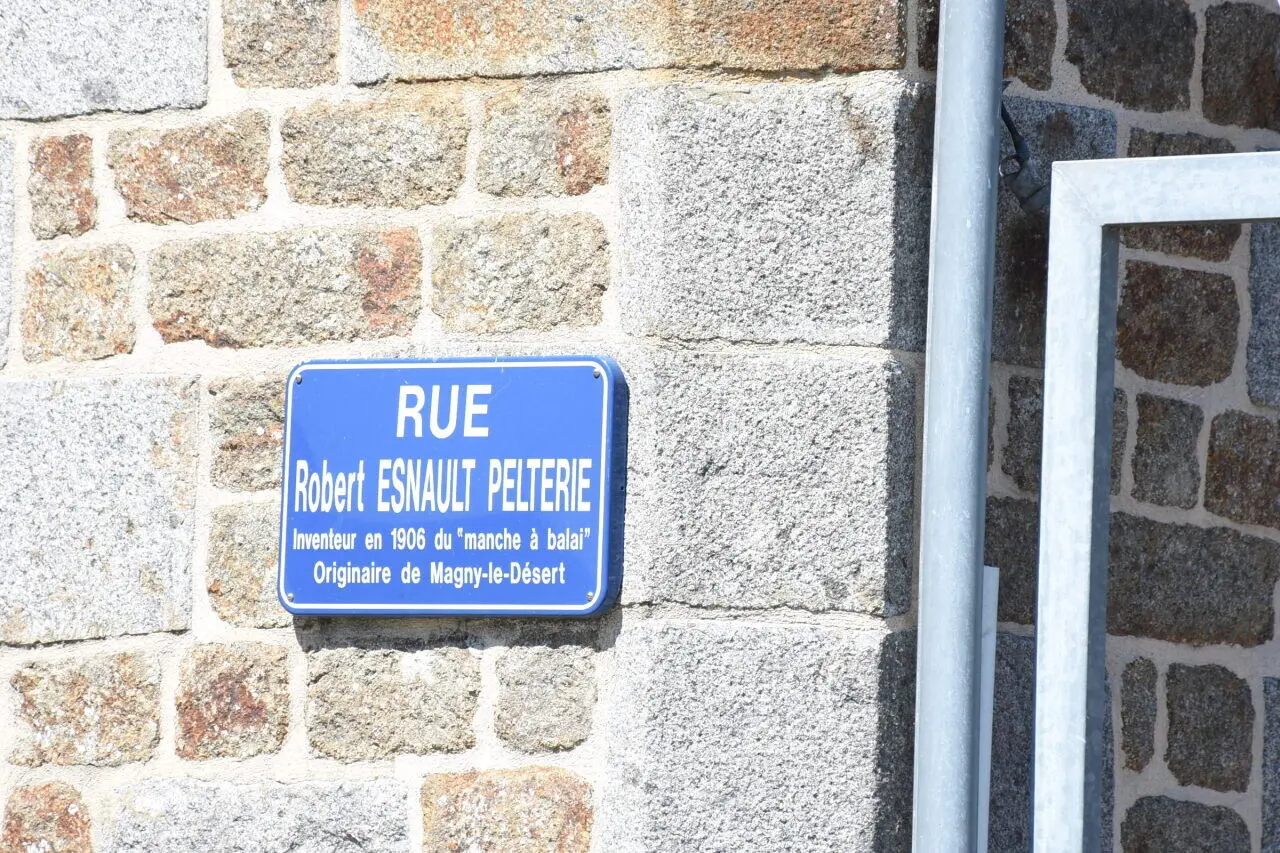 RUE
Robert ESNAULT PELTERIE
Inventeur en 1906 du "manche à balai"
Originaire de Magny-le-Désert